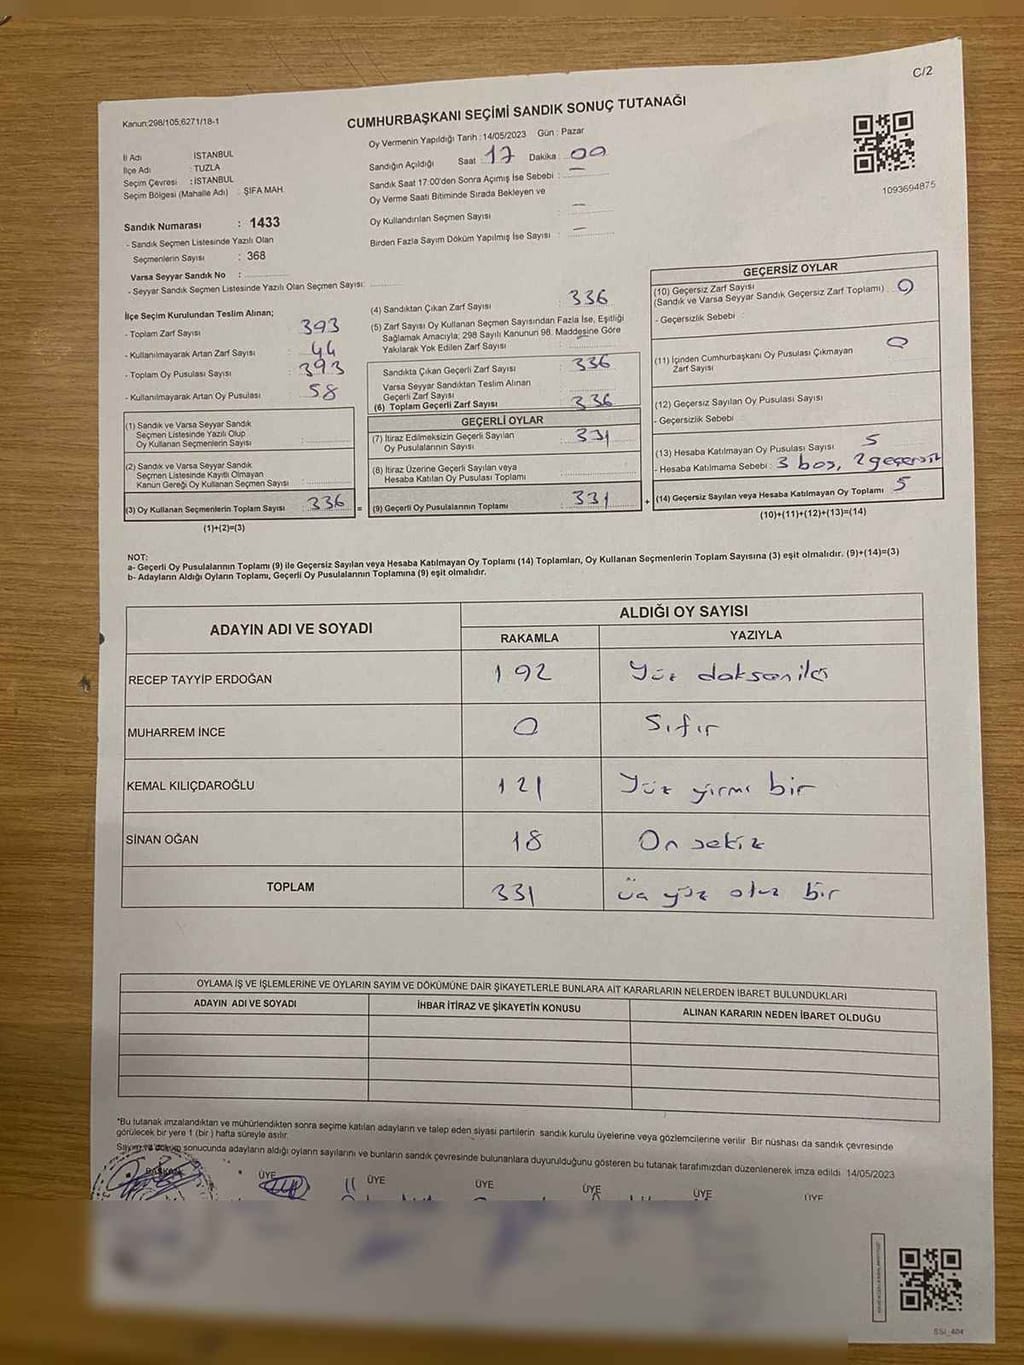 C/2
Kanun:298/105;6271/18-1
CUMHURBAŞKANI SEÇİMİ SANDIK SONUÇ TUTANAĞI
İl Adı : İSTANBUL
İlçe Adı : TUZLA
Seçim Çevresi : İSTANBUL
Seçim Bölgesi (Mahalle Adı) : ŞİFA MAH.
Oy Vermenin Yapıldığı Tarih : 14/05/2023 Gün : Pazar
Sandığın Açıldığı Saat 17 Dakika 00
Sandık Saat 17:00'den Sonra Açımış İse Sebebi : —
Oy Verme Saati Bitiminde Sırada Bekleyen ve
Oy Kullandırılan Seçmen Sayısı —
Birden Fazla Sayım Döküm Yapılmış İse Sayısı : —
1093694875
Sandık Numarası : 1433
- Sandık Seçmen Listesinde Yazılı Olan
Seçmenlerin Sayısı : 368
Varsa Seyyar Sandık No :
- Seyyar Sandık Seçmen Listesinde Yazılı Olan Seçmen Sayısı:
İlçe Seçim Kurulundan Teslim Alınan;
- Toplam Zarf Sayısı : 393
- Kullanılmayarak Artan Zarf Sayısı : 44
- Toplam Oy Pusulası Sayısı : 393
- Kullanılmayarak Artan Oy Pusulası : 58
(1) Sandık ve Varsa Seyyar Sandık
Seçmen Listesinde Yazılı Olup
Oy Kullanan Seçmenlerin Sayısı :
(2) Sandık ve Varsa Seyyar Sandık
Seçmen Listesinde Kayıtlı Olmayan
Kanun Gereği Oy Kullanan Seçmen Sayısı :
(3) Oy Kullanan Seçmenlerin Toplam Sayısı : 336 =
(1)+(2)=(3)
(4) Sandıktan Çıkan Zarf Sayısı : 336
(5) Zarf Sayısı Oy Kullanan Seçmen Sayısından Fazla İse, Eşitliği
Sağlamak Amacıyla; 298 Sayılı Kanunun 98. Maddesine Göre
Yakılarak Yok Edilen Zarf Sayısı :
Sandıkta Çıkan Geçerli Zarf Sayısı : 336
Varsa Seyyar Sandıktan Teslim Alınan
Geçerli Zarf Sayısı :
(6) Toplam Geçerli Zarf Sayısı : 336
GEÇERLİ OYLAR
(7) İtiraz Edilmeksizin Geçerli Sayılan
Oy Pusulalarının Sayısı : 331
(8) İtiraz Üzerine Geçerli Sayılan veya
Hesaba Katılan Oy Pusulası Toplamı :
(9) Geçerli Oy Pusulalarının Toplamı : 331 +
GEÇERSİZ OYLAR
(10) Geçersiz Zarf Sayısı
(Sandık ve Varsa Seyyar Sandık Geçersiz Zarf Toplamı) : 0
- Geçersizlik Sebebi :
(11) İçinden Cumhurbaşkanı Oy Pusulası Çıkmayan
Zarf Sayısı 0
(12) Geçersiz Sayılan Oy Pusulası Sayısı
- Geçersizlik Sebebi :
(13) Hesaba Katılmayan Oy Pusulası Sayısı : 5
- Hesaba Katılmama Sebebi : 3 boş, 2 geçersiz
(14) Geçersiz Sayılan veya Hesaba Katılmayan Oy Toplamı : 5
(10)+(11)+(12)+(13)=(14)
NOT:
a- Geçerli Oy Pusulalarının Toplamı (9) ile Geçersiz Sayılan veya Hesaba Katılmayan Oy Toplamı (14) Toplamları, Oy Kullanan Seçmenlerin Toplam Sayısına (3) eşit olmalıdır. (9)+(14)=(3)
b- Adayların Aldığı Oyların Toplamı, Geçerli Oy Pusulalarının Toplamına (9) eşit olmalıdır.
ADAYIN ADI VE SOYADI
ALDIĞI OY SAYISI
RAKAMLA YAZIYLA
RECEP TAYYİP ERDOĞAN 192 Yüz doksan iki
MUHARREM İNCE 0 Sıfır
KEMAL KILIÇDAROĞLU 121 Yüz yirmi bir
SİNAN OĞAN 18 On sekiz
TOPLAM 331 üç yüz otuz bir
OYLAMA İŞ VE İŞLEMLERİNE VE OYLARIN SAYIM VE DÖKÜMÜNE DAİR ŞİKAYETLERLE BUNLARA AİT KARARLARIN NELERDEN İBARET BULUNDUKLARI
ADAYIN ADI VE SOYADI İHBAR İTİRAZ VE ŞİKAYETİN KONUSU ALINAN KARARIN NEDEN İBARET OLDUĞU
*Bu tutanak imzalandıktan ve mühürlendikten sonra seçime katılan adayların ve talep eden siyasi partilerin sandık kurulu üyelerine veya gözlemcilerine verilir. Bir nüshası da sandık çevresinde
görülecek bir yere 1 (bir) hafta süreyle asılır.
Sayım ve döküm sonucunda adayların aldığı oyların sayılarını ve bunların sandık çevresinde bulunanlara duyurulduğunu gösteren bu tutanak tarafımızdan düzenlenerek imza edildi. 14/05/2023
BAŞKAN ÜYE ÜYE ÜYE ÜYE ÜYE ÜYE
SSI_404